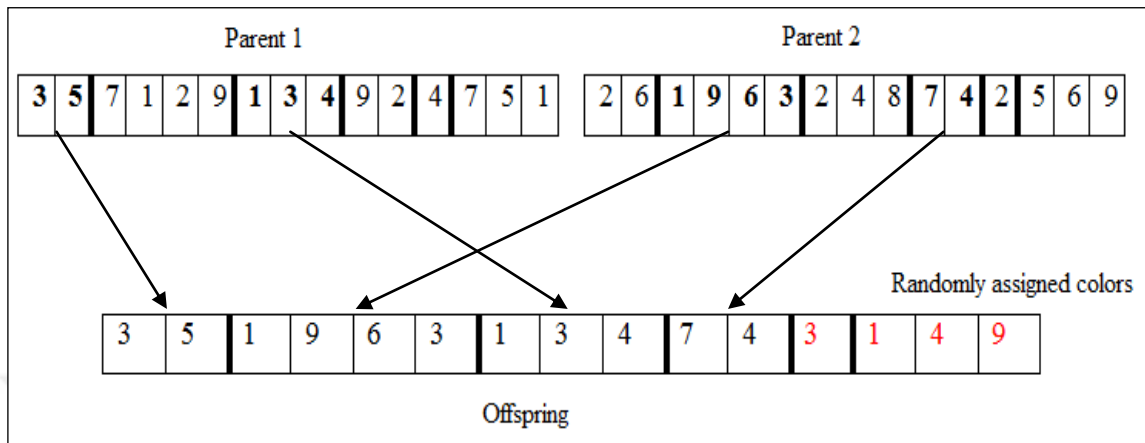 Parent 1 Parent 2
3 5 7 1 2 9 1 3 4 9 2 4 7 5 1 2 6 1 9 6 3 2 4 8 7 4 2 5 6 9
Randomly assigned colors
3 5 1 9 6 3 1 3 4 7 4 3 1 4 9
Offspring